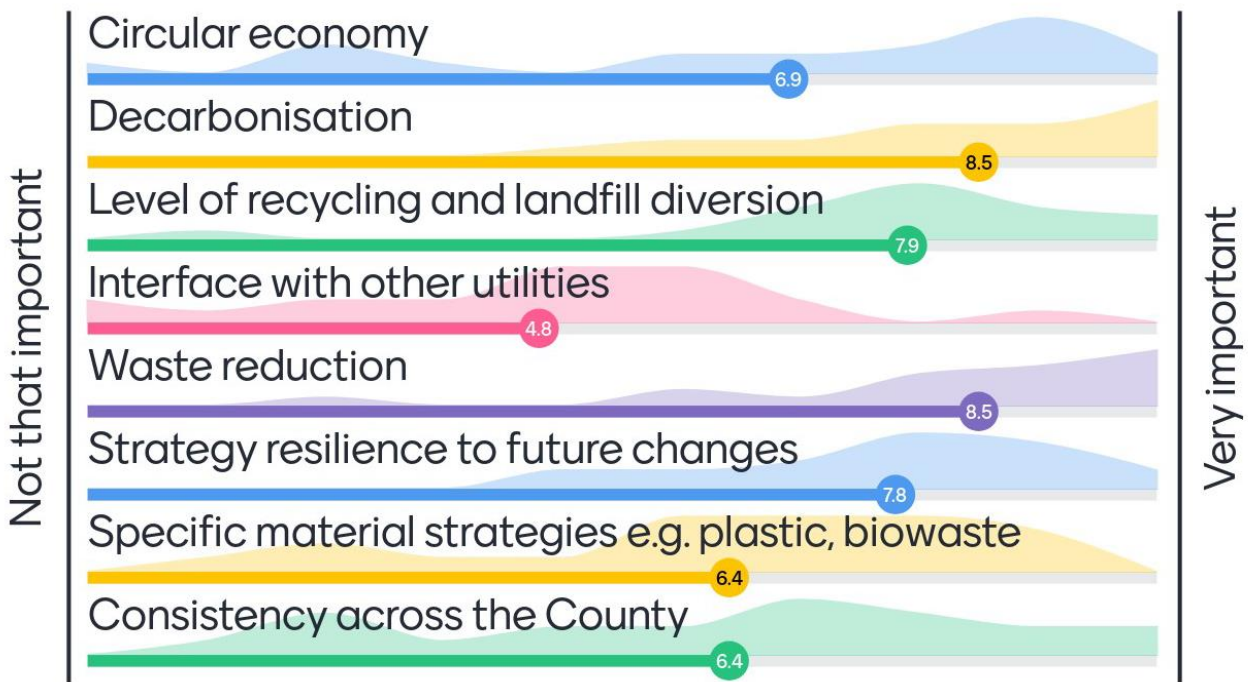 Circular economy
6.9
Decarbonisation
8.5
Level of recycling and landfill diversion
7.9
Interface with other utilities
4.8
Waste reduction
8.5
Strategy resilience to future changes
7.8
Specific material strategies e.g. plastic, biowaste
6.4
Consistency across the County
6.4
Not that important
Very important